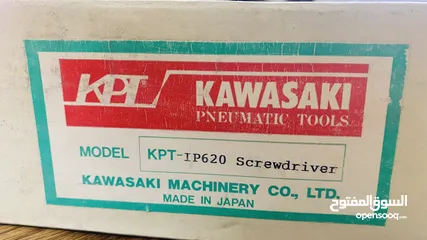 KPT KAWASAKI
PNEUMATIC TOOLS
MODEL KPT-IP620 Screwdriver
KAWASAKI MACHINERY CO., LTD.
MADE IN JAPAN
السوق المفتوح
opensooq.com